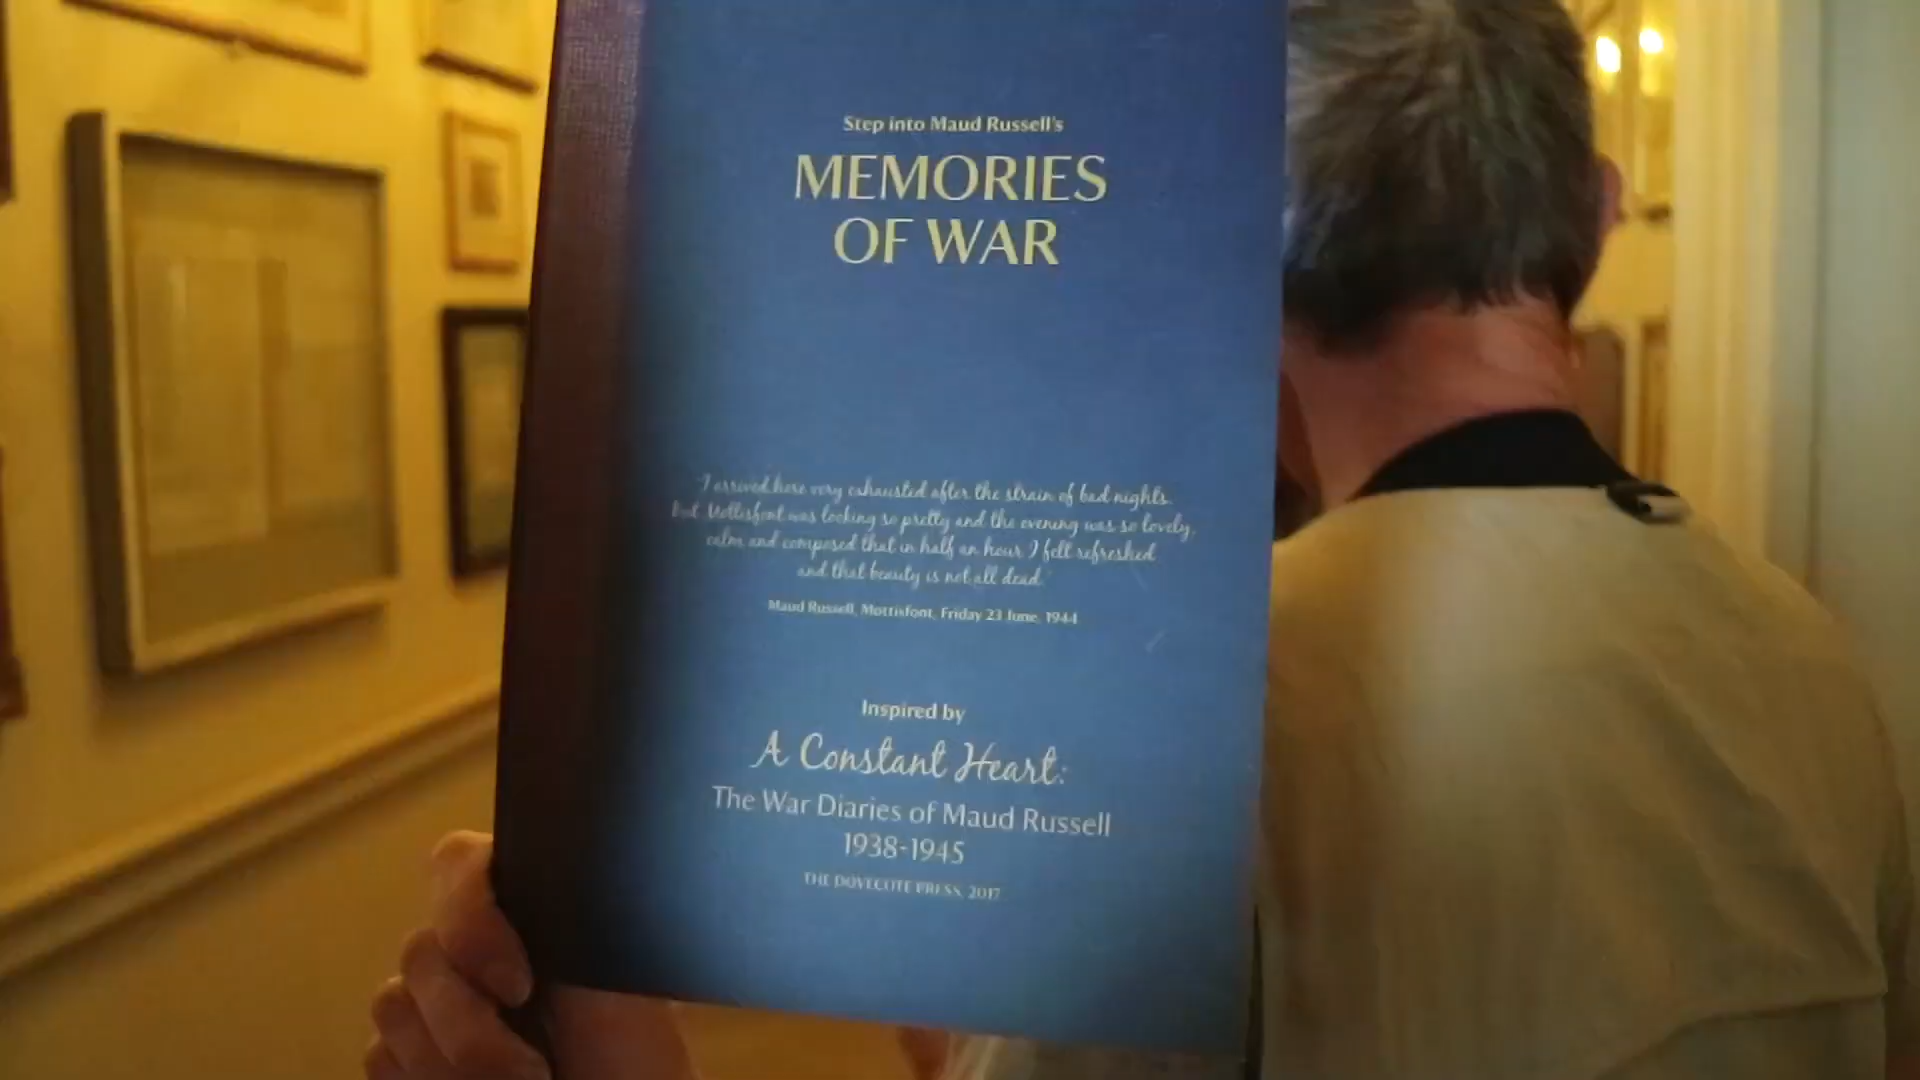 Step into Maud Russell's
MEMORIES
OF WAR
'I arrived here very exhausted after the strain of bad nights.
But Mottisfont was looking so pretty and the evening was so lovely,
calm and composed that in half an hour I felt refreshed
and that beauty is not all dead.'
Maud Russell, Mottisfont, Friday 23 June, 1944
Inspired by
A Constant Heart:
The War Diaries of Maud Russell
1938-1945
THE DOVECOTE PRESS, 2017